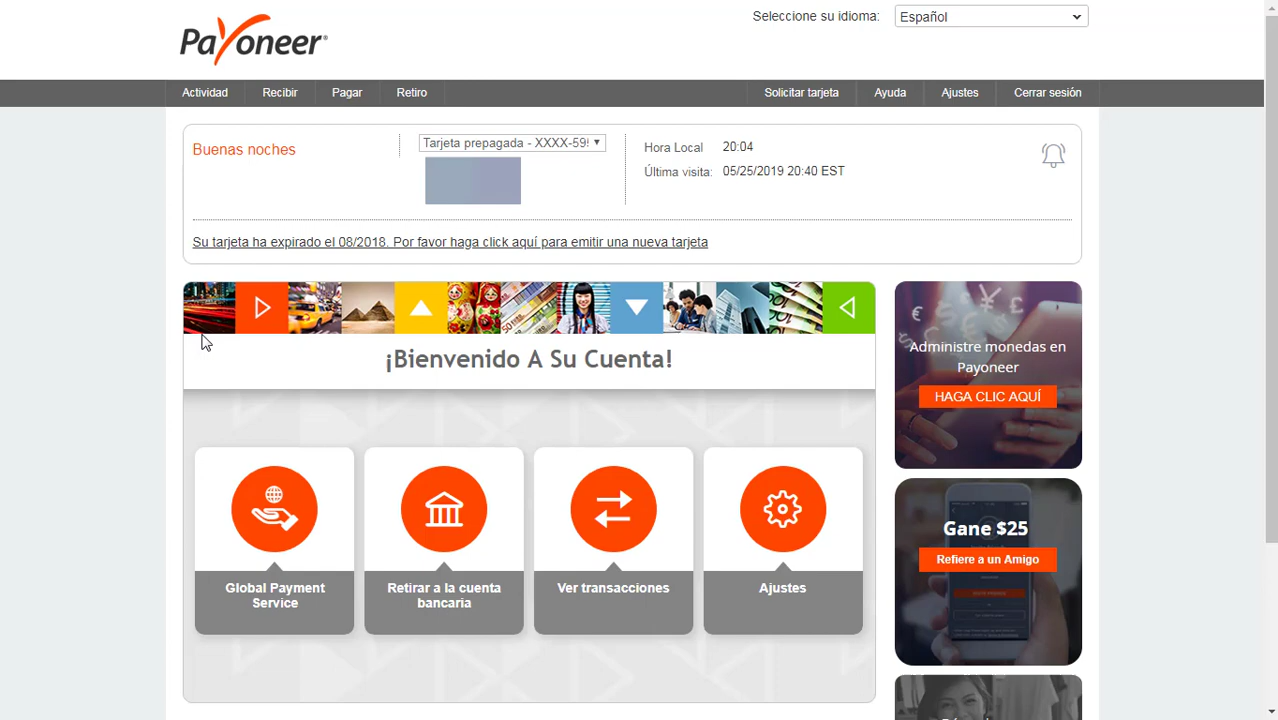 Payoneer®
Seleccione su idioma: Español
Actividad Recibir Pagar Retiro Solicitar tarjeta Ayuda Ajustes Cerrar sesión
Buenas noches
Tarjeta prepagada - XXXX-59
Hora Local 20:04
Última visita: 05/25/2019 20:40 EST
Su tarjeta ha expirado el 08/2018. Por favor haga click aquí para emitir una nueva tarjeta
¡Bienvenido A Su Cuenta!
Global Payment
Service
Retirar a la cuenta
bancaria
Ver transacciones
Ajustes
Administre monedas en
Payoneer
HAGA CLIC AQUÍ
Gane $25
Refiere a un Amigo